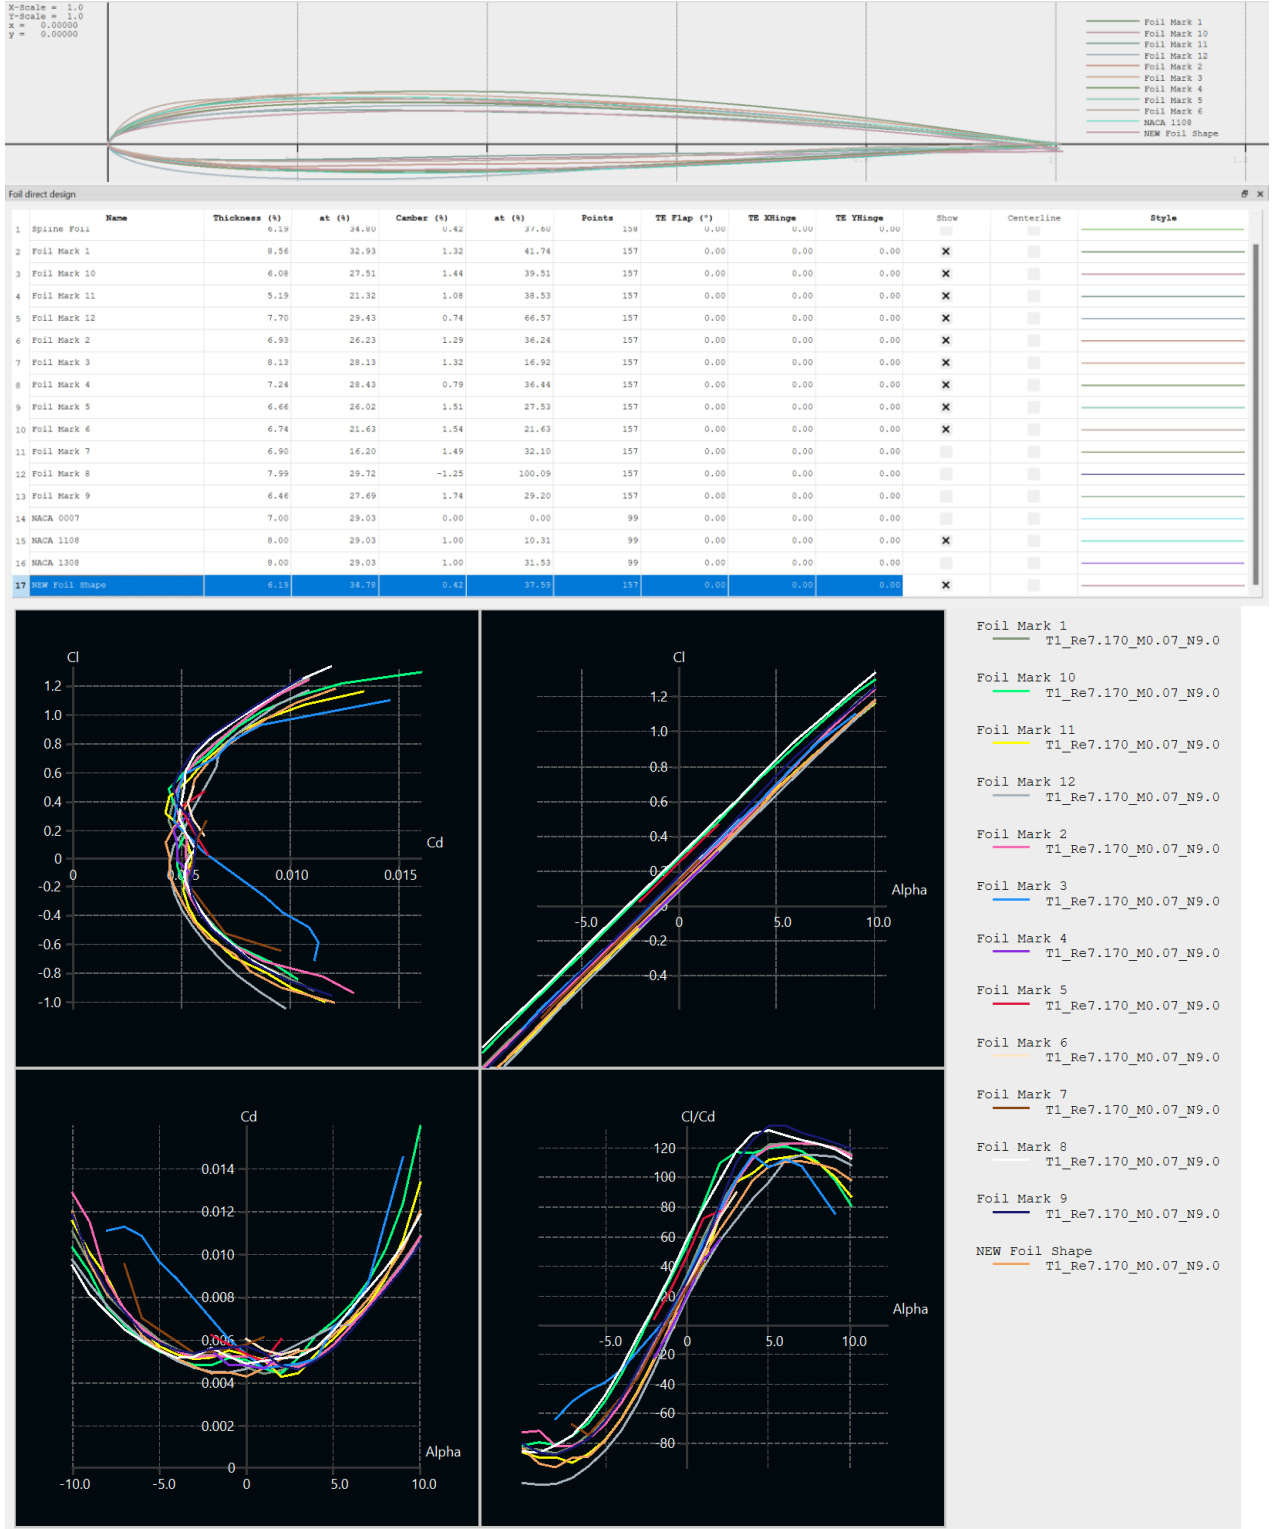 X-Scale =  1.0
Y-Scale =  1.0
x =   0.00000
y =   0.00000
Foil Mark 1
Foil Mark 10
Foil Mark 11
Foil Mark 12
Foil Mark 2
Foil Mark 3
Foil Mark 4
Foil Mark 5
Foil Mark 6
NACA 1108
NEW Foil Shape
Foil direct design
Name Thickness (%) at (%) Camber (%) at (%) Points TE Flap (°) TE XHinge TE YHinge Show Centerline Style
1 Spline Foil 6.19 34.80 0.42 37.60 158 0.00 0.00 0.00
2 Foil Mark 1 8.56 32.93 1.32 41.74 157 0.00 0.00 0.00
3 Foil Mark 10 6.08 27.51 1.44 39.51 157 0.00 0.00 0.00
4 Foil Mark 11 5.19 21.32 1.08 38.53 157 0.00 0.00 0.00
5 Foil Mark 12 7.70 29.43 0.74 66.57 157 0.00 0.00 0.00
6 Foil Mark 2 6.93 26.23 1.29 36.24 157 0.00 0.00 0.00
7 Foil Mark 3 8.13 28.13 1.32 16.92 157 0.00 0.00 0.00
8 Foil Mark 4 7.24 28.43 0.79 36.44 157 0.00 0.00 0.00
9 Foil Mark 5 6.66 26.02 1.51 27.53 157 0.00 0.00 0.00
10 Foil Mark 6 6.74 21.63 1.54 21.63 157 0.00 0.00 0.00
11 Foil Mark 7 6.90 16.20 1.49 32.10 157 0.00 0.00 0.00
12 Foil Mark 8 7.99 29.72 -1.25 100.09 157 0.00 0.00 0.00
13 Foil Mark 9 6.46 27.69 1.74 29.20 157 0.00 0.00 0.00
14 NACA 0007 7.00 29.03 0.00 0.00 99 0.00 0.00 0.00
15 NACA 1108 8.00 29.03 1.00 10.31 99 0.00 0.00 0.00
16 NACA 1308 8.00 29.03 1.00 31.53 99 0.00 0.00 0.00
17 NEW Foil Shape 6.19 34.78 0.42 37.59 157 0.00 0.00 0.00
Cl
1.2
1.0
0.8
0.6
0.4
0.2
0
-0.2
-0.4
-0.6
-0.8
-1.0
0 0.005 0.010 0.015
Cd
Cl
1.2
1.0
0.8
0.6
0.4
0.2
0
-0.2
-0.4
-5.0 0 5.0 10.0
Alpha
Cd
0.014
0.012
0.010
0.008
0.006
0.004
0.002
0
-10.0 -5.0 5.0 10.0
Alpha
Cl/Cd
120
100
80
60
40
20
-20
-40
-60
-80
-5.0 0 5.0 10.0
Alpha
Foil Mark 1
T1_Re7.170_M0.07_N9.0
Foil Mark 10
T1_Re7.170_M0.07_N9.0
Foil Mark 11
T1_Re7.170_M0.07_N9.0
Foil Mark 12
T1_Re7.170_M0.07_N9.0
Foil Mark 2
T1_Re7.170_M0.07_N9.0
Foil Mark 3
T1_Re7.170_M0.07_N9.0
Foil Mark 4
T1_Re7.170_M0.07_N9.0
Foil Mark 5
T1_Re7.170_M0.07_N9.0
Foil Mark 6
T1_Re7.170_M0.07_N9.0
Foil Mark 7
T1_Re7.170_M0.07_N9.0
Foil Mark 8
T1_Re7.170_M0.07_N9.0
Foil Mark 9
T1_Re7.170_M0.07_N9.0
NEW Foil Shape
T1_Re7.170_M0.07_N9.0